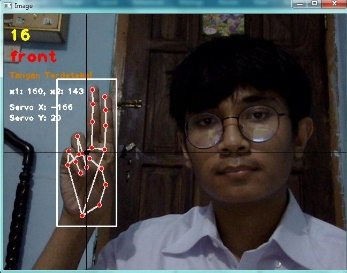 Image
16
front
Tangan Terdeteksi
x1: 160, x2: 143
Servo X: -166
Servo Y: 20